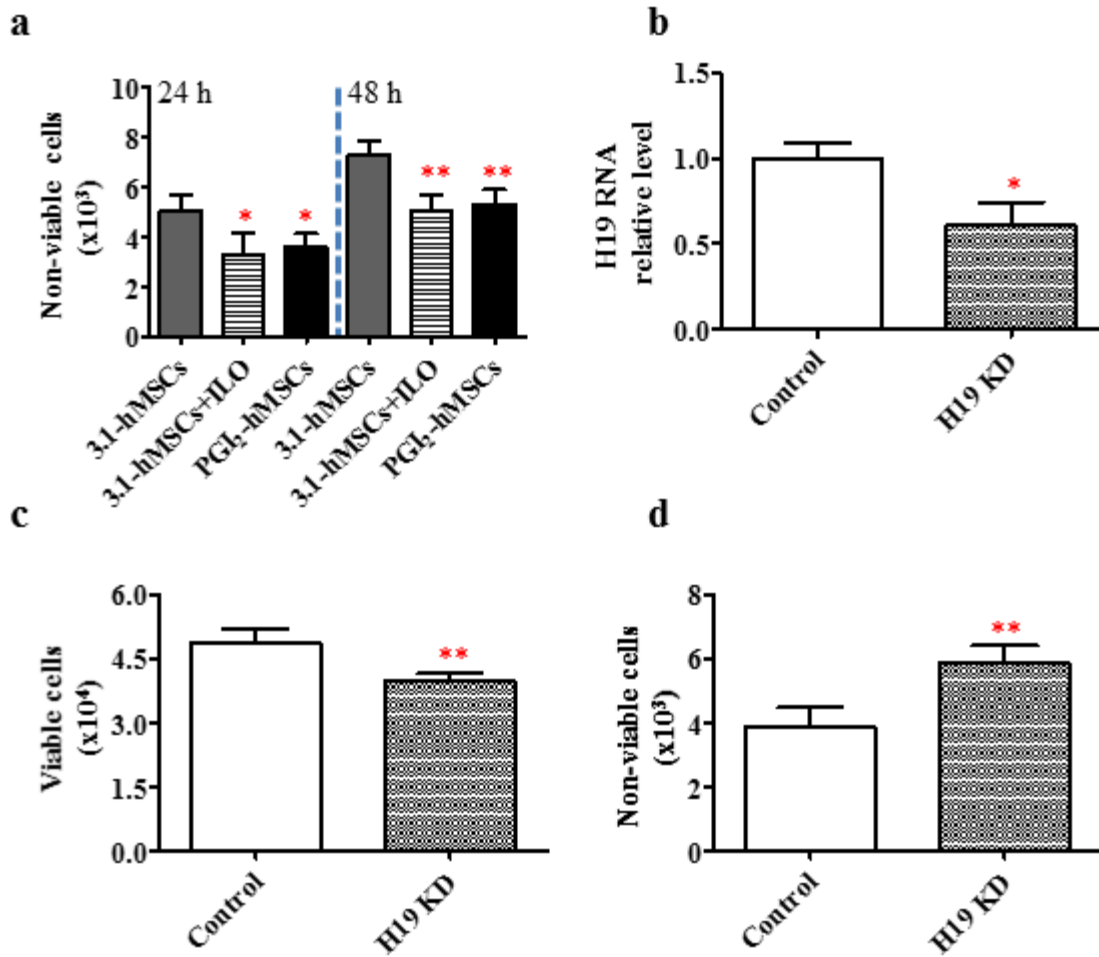 a
Non-viable cells
(x10³)
10
8
6
4
2
0
24 h
48 h
*
*
**
**
3.1-hMSCs
3.1-hMSCs+ILO
PGI₂-hMSCs
3.1-hMSCs
3.1-hMSCs+ILO
PGI₂-hMSCs
b
H19 RNA
relative level
1.5
1.0
0.5
0.0
*
Control
H19 KD
c
Viable cells
(x10⁴)
6.0
4.5
3.0
1.5
0.0
**
Control
H19 KD
d
Non-viable cells
(x10³)
8
6
4
2
0
**
Control
H19 KD